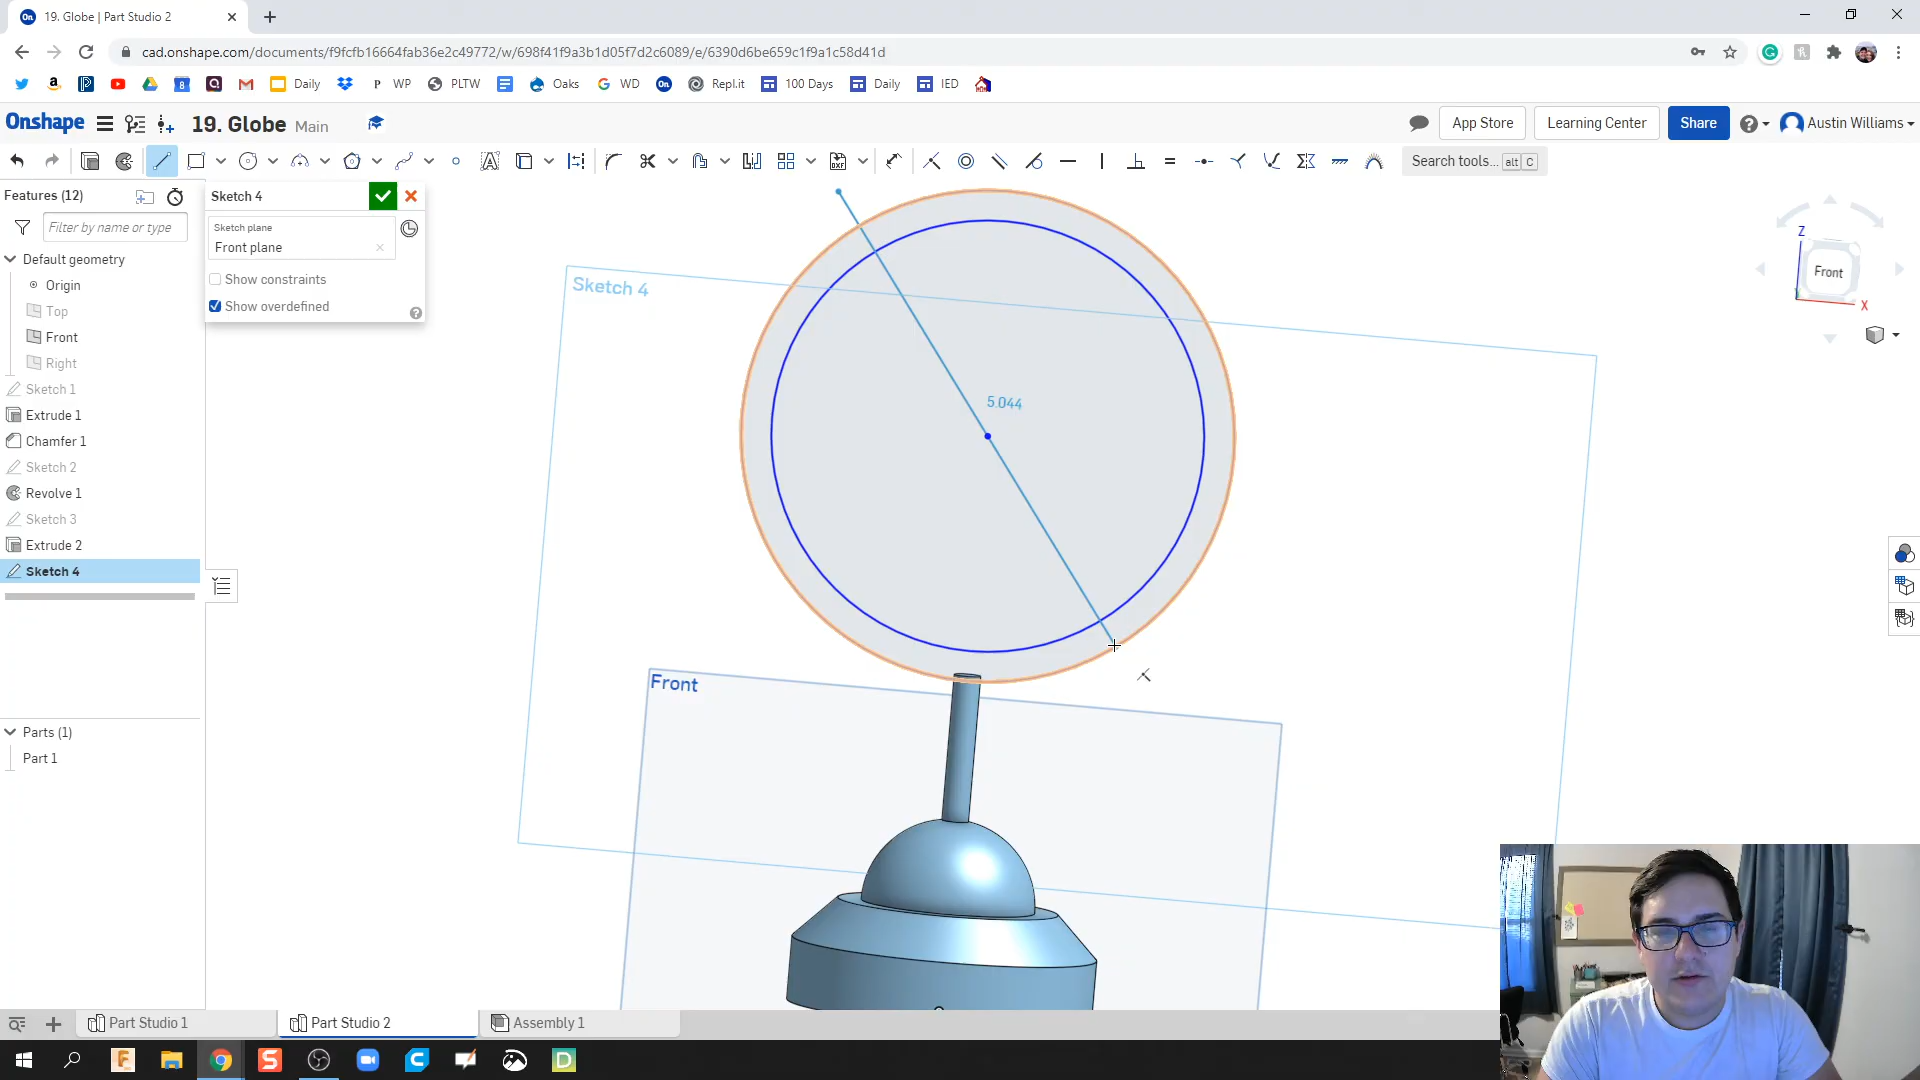 On 19. Globe | Part Studio 2
cad.onshape.com/documents/f9fcfb16664fab36e2c49772/w/698f41f9a3b1d05f7d2c6089/e/6390d6be659c1f9a1c58d41d
Daily P WP PLTW Oaks G WD On Repl.it 100 Days Daily IED
Onshape 19. Globe Main App Store Learning Center Share Austin Williams
Search tools... alt C
Features (12)
Filter by name or type
Default geometry
Origin
Top
Front
Right
Sketch 1
Extrude 1
Chamfer 1
Sketch 2
Revolve 1
Sketch 3
Extrude 2
Sketch 4
Parts (1)
Part 1
Sketch 4
Sketch plane
Front plane
Show constraints
Show overdefined
Sketch 4
5.044
Front
Z
Front
X
Part Studio 1 Part Studio 2 Assembly 1